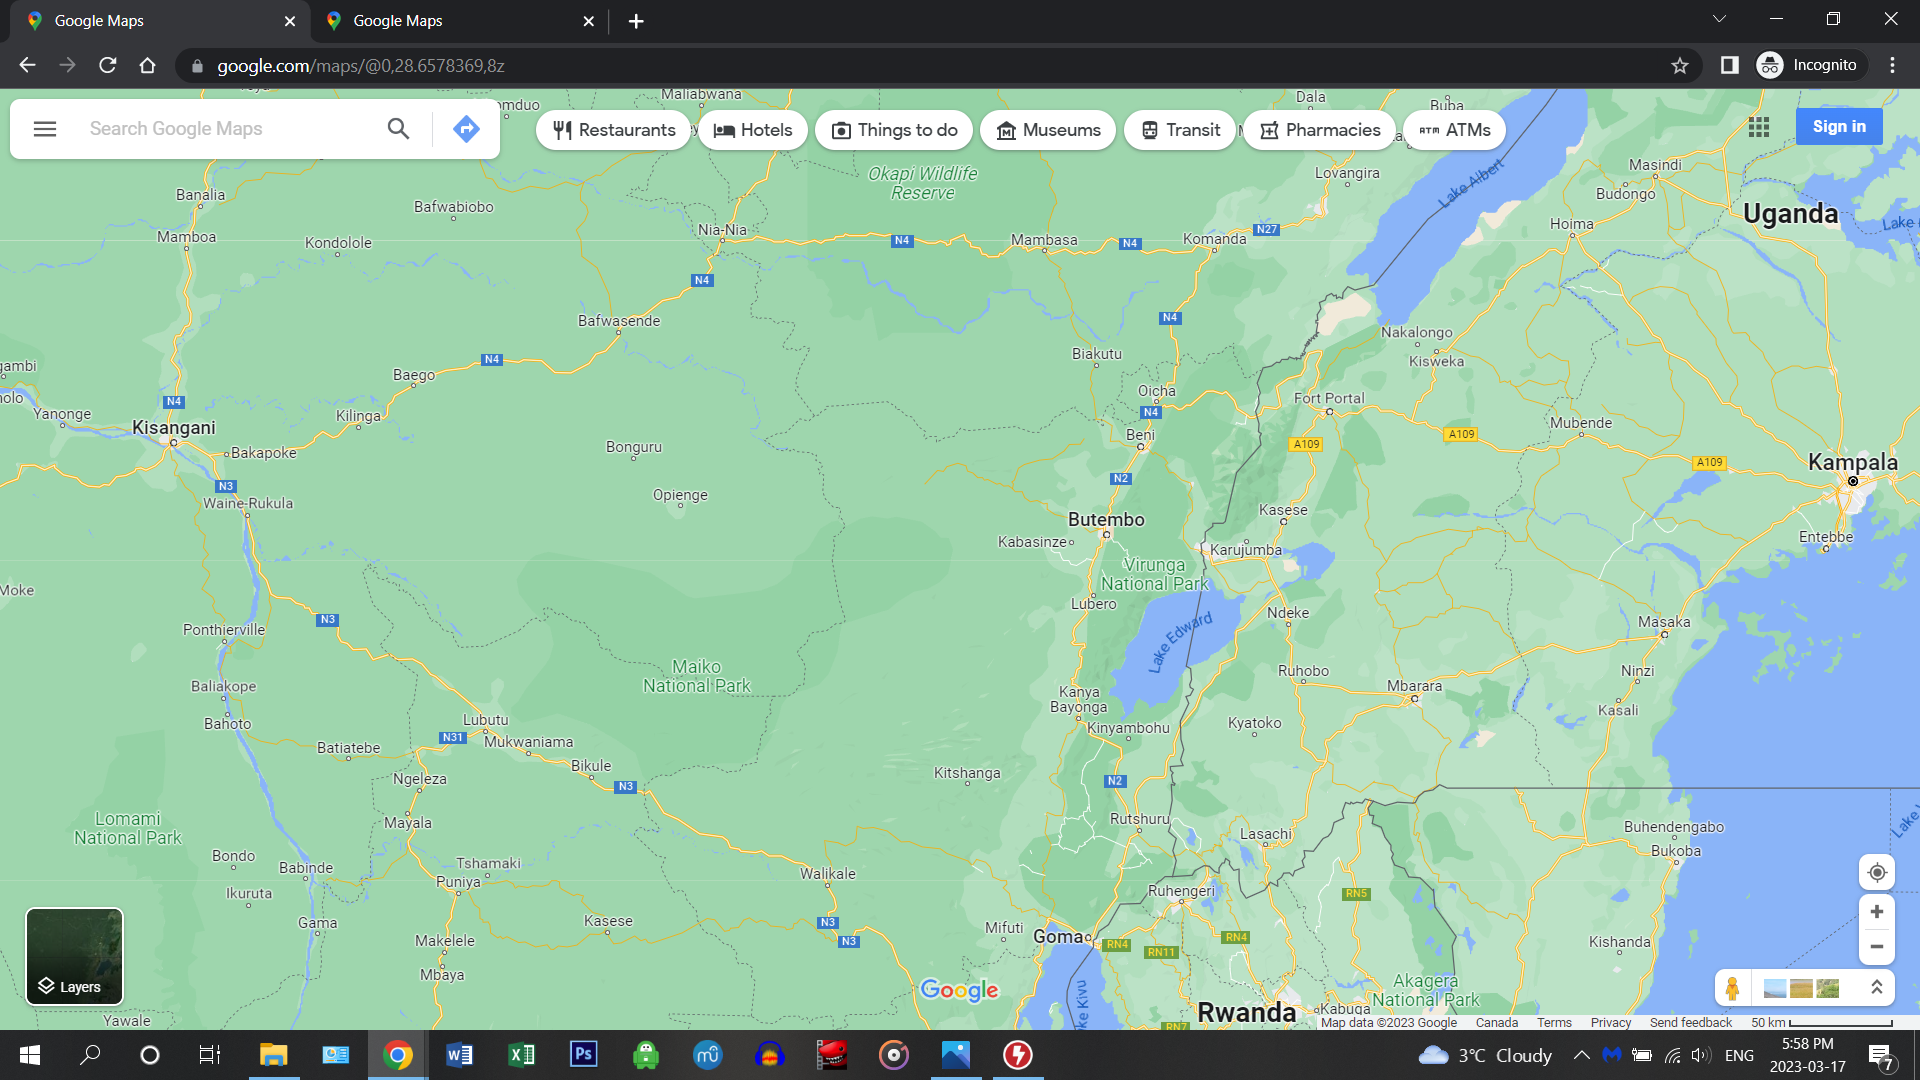 Google Maps
Google Maps
google.com/maps/@0,28.6578369,8z
Incognito
Search Google Maps
Restaurants
Hotels
Things to do
Museums
Transit
Pharmacies
ATMs
Sign in
Maliabwana
Dala
Buba
Okapi Wildlife
Reserve
Lovangira
Lake Albert
Masindi
Budongo
Uganda
Banalia
Bafwabiobo
Mamboa
Kondolole
Nia-Nia
N4
Mambasa
N4
Komanda
N27
Hoima
N4
Bafwasende
N4
Nakalongo
Kisweka
Biakutu
N4
Baego
Oicha
N4
Fort Portal
N4
Yanonge
Kilinga
Kisangani
Beni
A109
A109
Mubende
A109
Kampala
Bakapoke
Bonguru
N3
Waine-Rukula
Opienge
N2
Butembo
Kasese
Kabasinze
Karujumba
Entebbe
Virunga
National Park
Moke
Lubero
Ndeke
Lake Edward
N3
Ponthierville
Masaka
Maiko
National Park
Ruhobo
Ninzi
Baliakope
Kanya
Bayonga
Mbarara
Bahoto
Lubutu
Kinyambohu
Kyatoko
Kasali
N31
Mukwaniama
Batiatebe
Bikule
Ngeleza
N3
Kitshanga
N2
Lomami
National Park
Mayala
Rutshuru
Lasachi
Buhendengabo
Bukoba
Bondo
Babinde
Tshamaki
Puniya
Walikale
Ikuruta
Ruhengeri
RN5
Gama
Kasese
N3
N3
Mifuti
Goma
RN4
RN11
RN4
Makelele
Kishanda
Mbaya
Akagera
National Park
Layers
Google
Rwanda
Kabuga
Yawale
RN7
Map data ©2023 Google
Canada
Terms
Privacy
Send feedback
50 km
3°C Cloudy
ENG
5:58 PM
2023-03-17
7